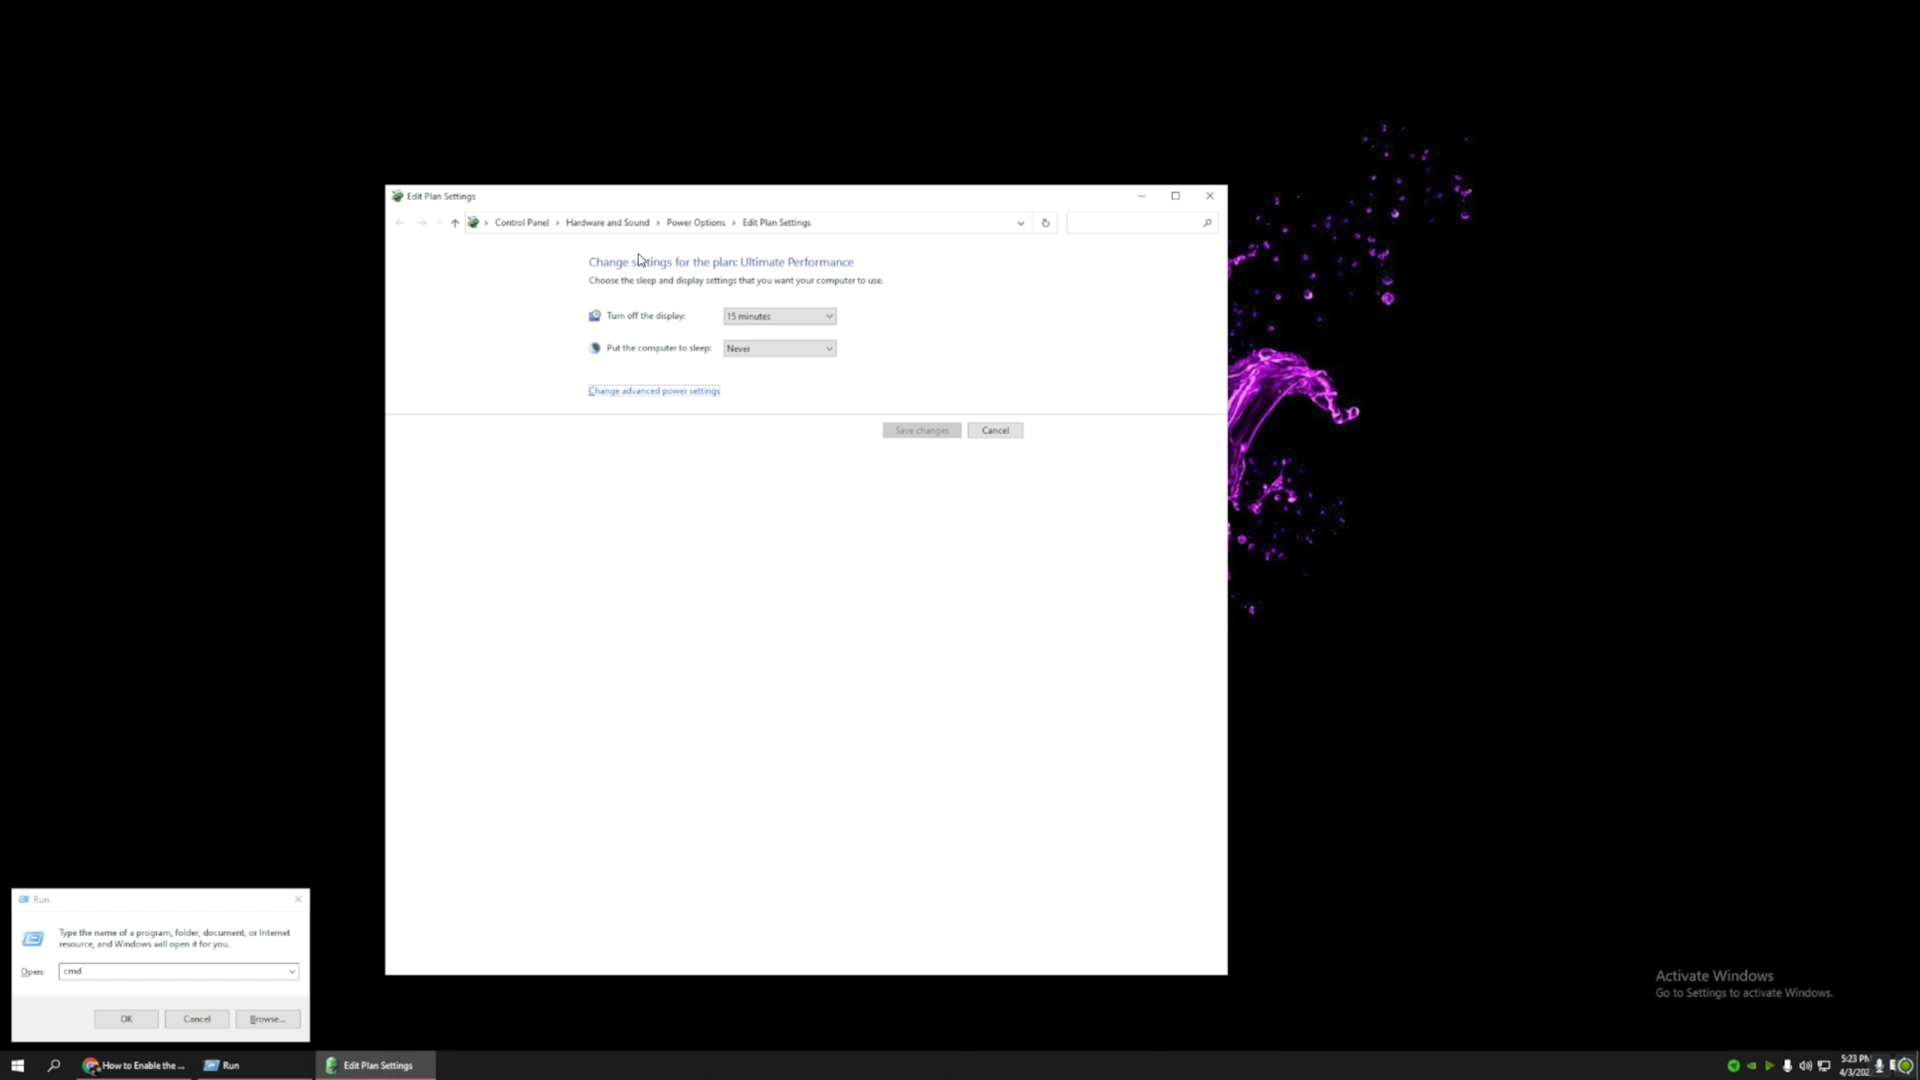 Edit Plan Settings
Control Panel > Hardware and Sound > Power Options > Edit Plan Settings
Change settings for the plan: Ultimate Performance
Choose the sleep and display settings that you want your computer to use.
Turn off the display: 15 minutes
Put the computer to sleep: Never
Change advanced power settings
Save changes Cancel
Run
Type the name of a program, folder, document, or Internet
resource, and Windows will open it for you.
Open: cmd
OK Cancel Browse...
Activate Windows
Go to Settings to activate Windows.
How to Enable the ... Run Edit Plan Settings
5:23 PM